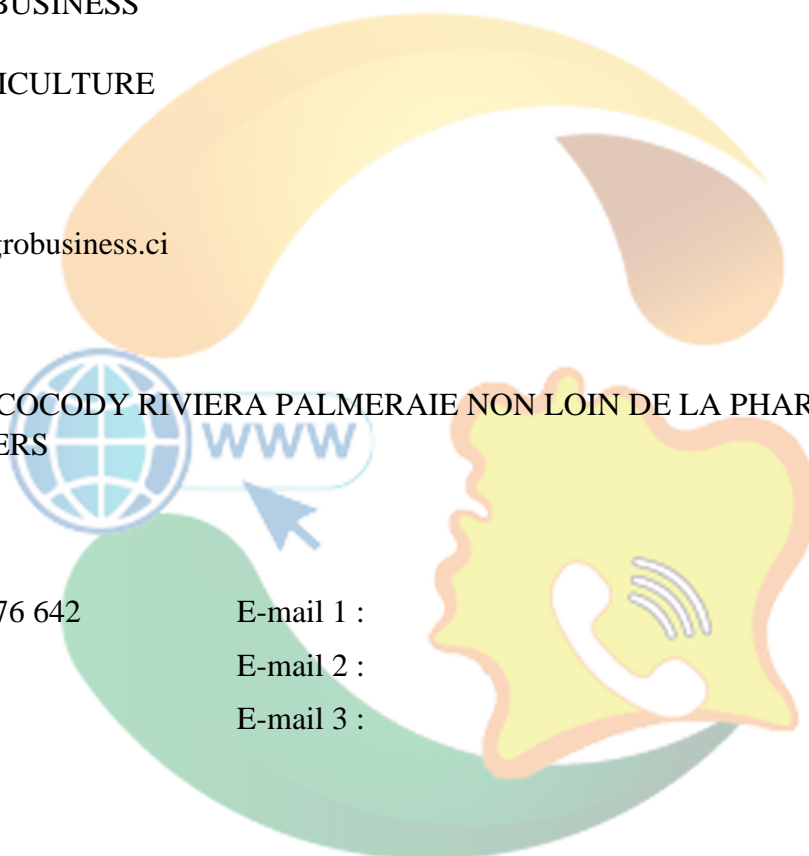 BUSINESS
ICULTURE
grobusiness.ci
COCODY RIVIERA PALMERAIE NON LOIN DE LA PHAR
ERS
WWW
76 642 E-mail 1 :
E-mail 2 :
E-mail 3 :